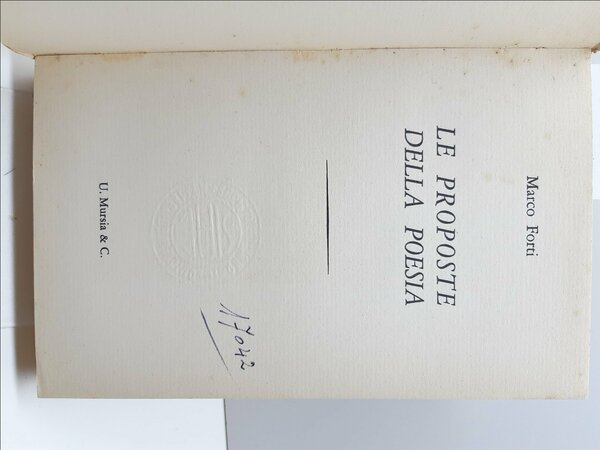 Marco Forti
LE PROPOSTE
DELLA POESIA
17042
U. Mursia & C.